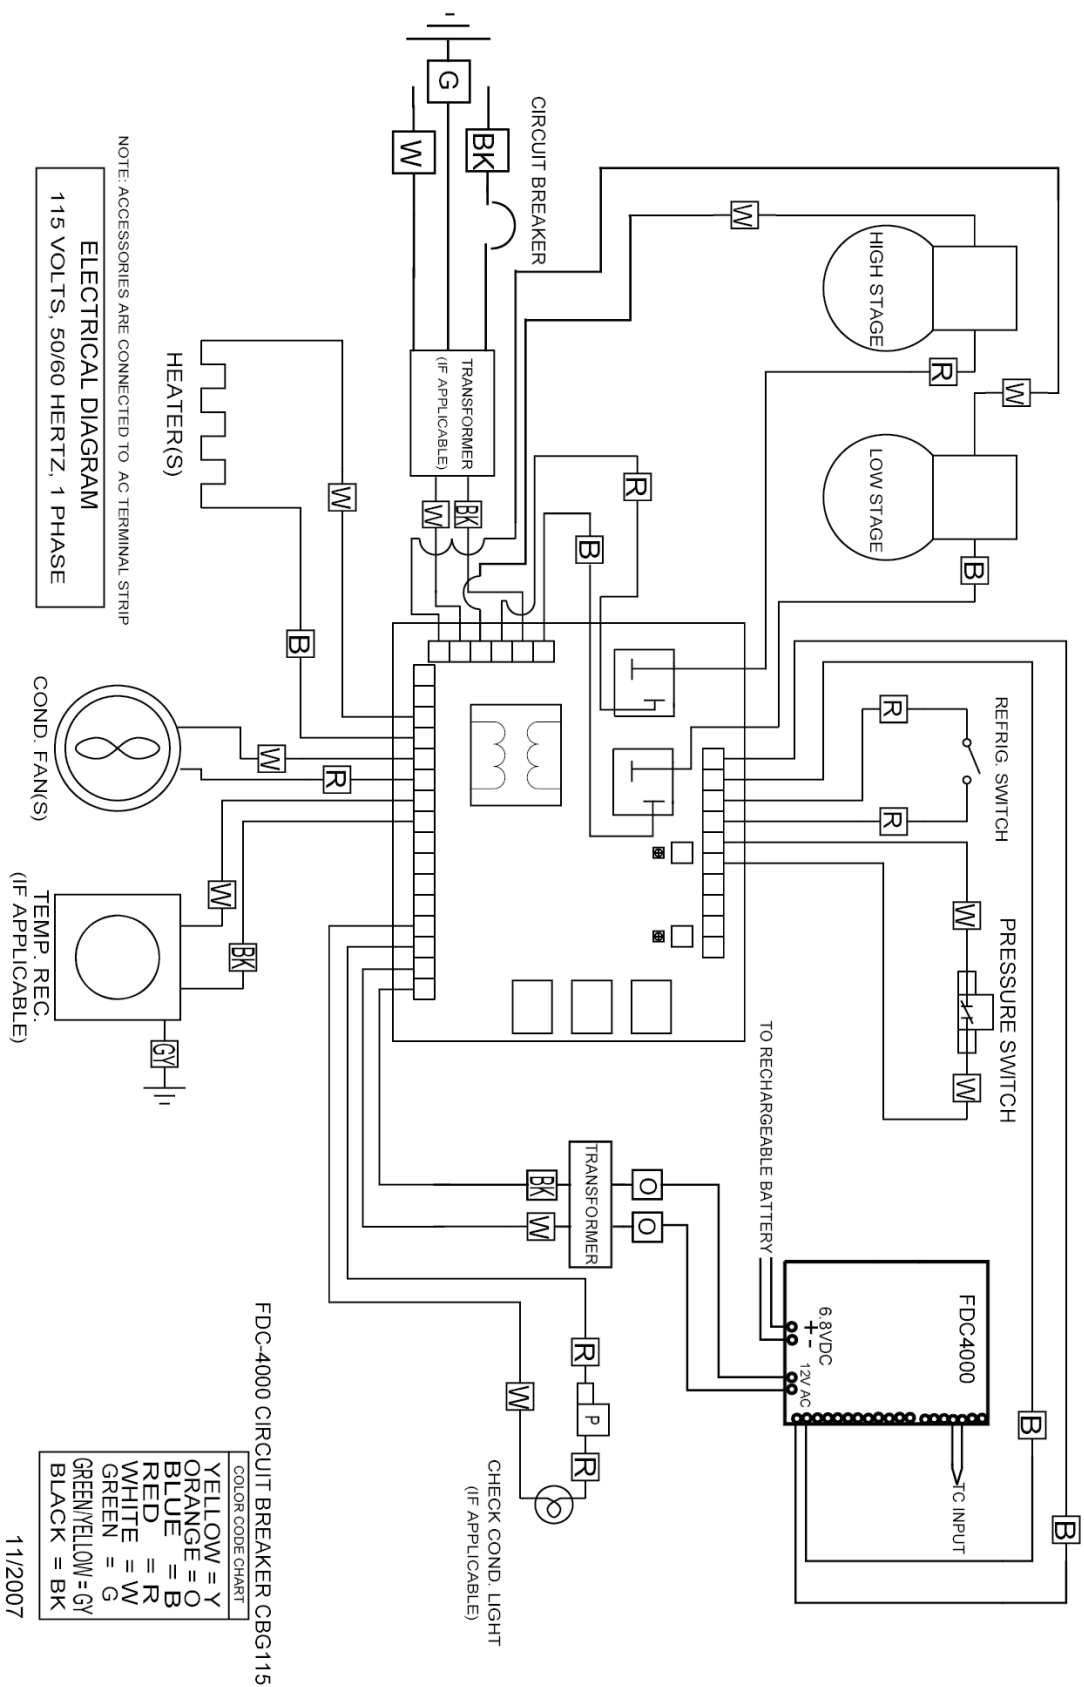 G
BK
W
CIRCUIT BREAKER
TRANSFORMER
(IF APPLICABLE)
BK
W
W
HIGH STAGE
R
W
LOW STAGE
B
R
B
REFRIG. SWITCH
R
R
PRESSURE SWITCH
W
W
HEATER(S)
W
B
COND. FAN(S)
W
R
TEMP. REC.
(IF APPLICABLE)
W
BK
GY
TRANSFORMER
BK
W
O
O
TO RECHARGEABLE BATTERY
FDC4000
6.8VDC
+ -
12V AC
TC INPUT
B
B
R
P
R
W
CHECK COND. LIGHT
(IF APPLICABLE)
NOTE: ACCESSORIES ARE CONNECTED TO AC TERMINAL STRIP
ELECTRICAL DIAGRAM
115 VOLTS, 50/60 HERTZ, 1 PHASE
FDC-4000 CIRCUIT BREAKER CBG115
COLOR CODE CHART
YELLOW = Y
ORANGE = O
BLUE = B
RED = R
WHITE = W
GREEN = G
GREEN/YELLOW = GY
BLACK = BK
11/2007